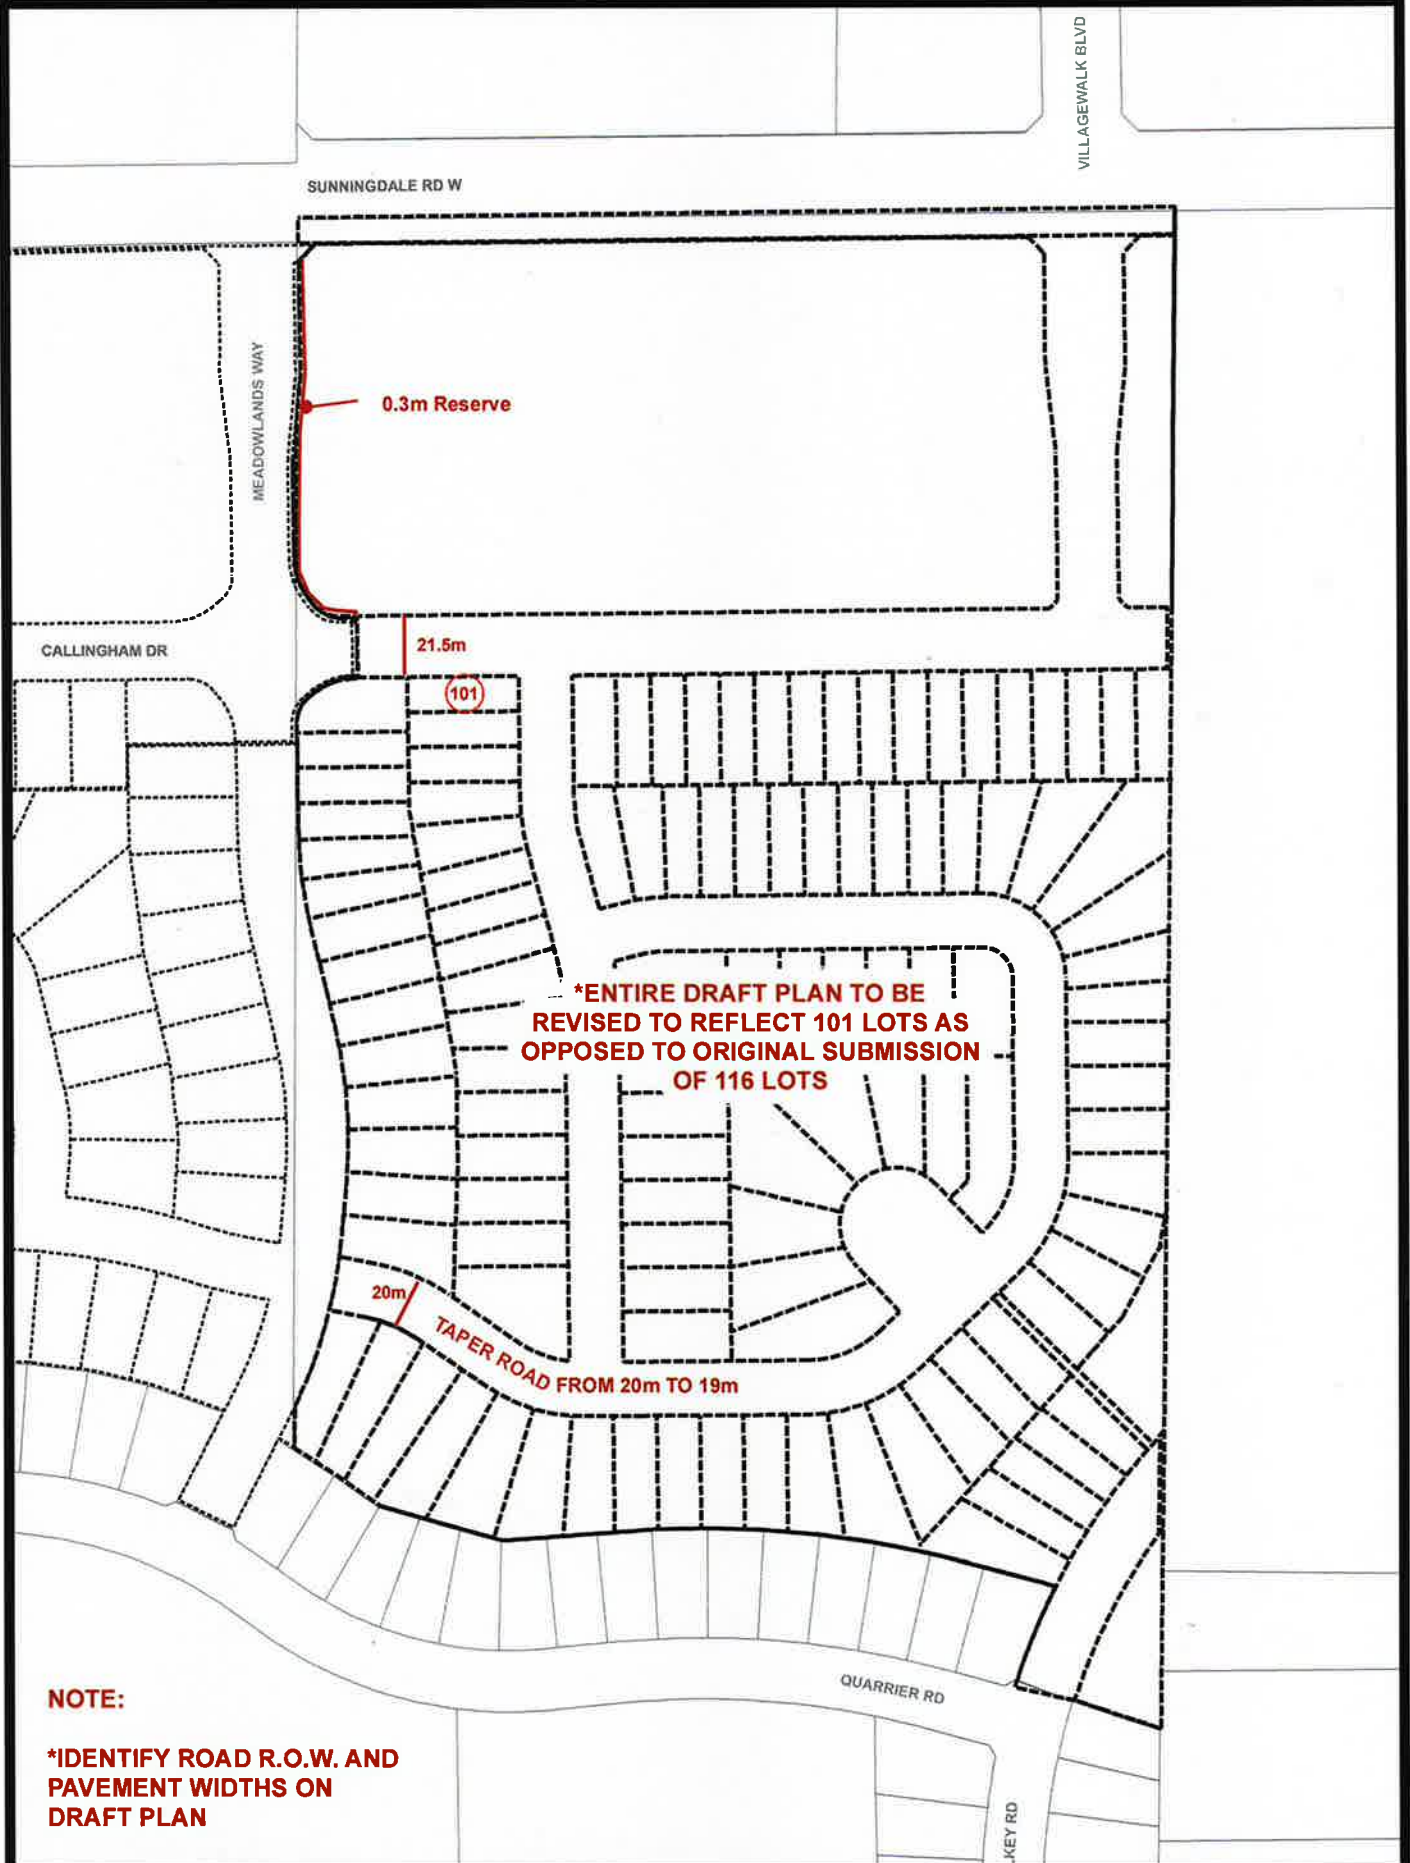 VILLAGEWALK BLVD
SUNNINGDALE RD W
MEADOWLANDS WAY
0.3m Reserve
CALLINGHAM DR
21.5m
101
*ENTIRE DRAFT PLAN TO BE
REVISED TO REFLECT 101 LOTS AS
OPPOSED TO ORIGINAL SUBMISSION
OF 116 LOTS
20m
TAPER ROAD FROM 20m TO 19m
QUARRIER RD
NOTE:
*IDENTIFY ROAD R.O.W. AND
PAVEMENT WIDTHS ON
DRAFT PLAN
KEY RD